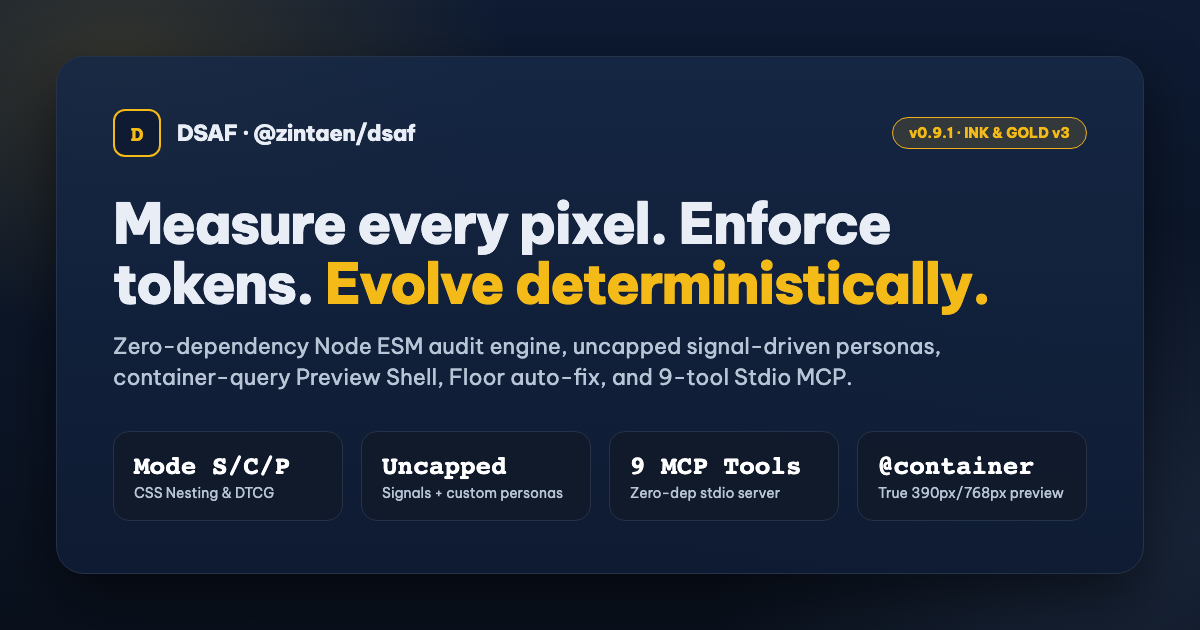 D
DSAF · @zintaen/dsaf
v0.9.1 · INK & GOLD v3
Measure every pixel. Enforce
tokens. Evolve deterministically.
Zero-dependency Node ESM audit engine, uncapped signal-driven personas,
container-query Preview Shell, Floor auto-fix, and 9-tool Stdio MCP.
Mode S/C/P
CSS Nesting & DTCG
Uncapped
Signals + custom personas
9 MCP Tools
Zero-dep stdio server
@container
True 390px/768px preview